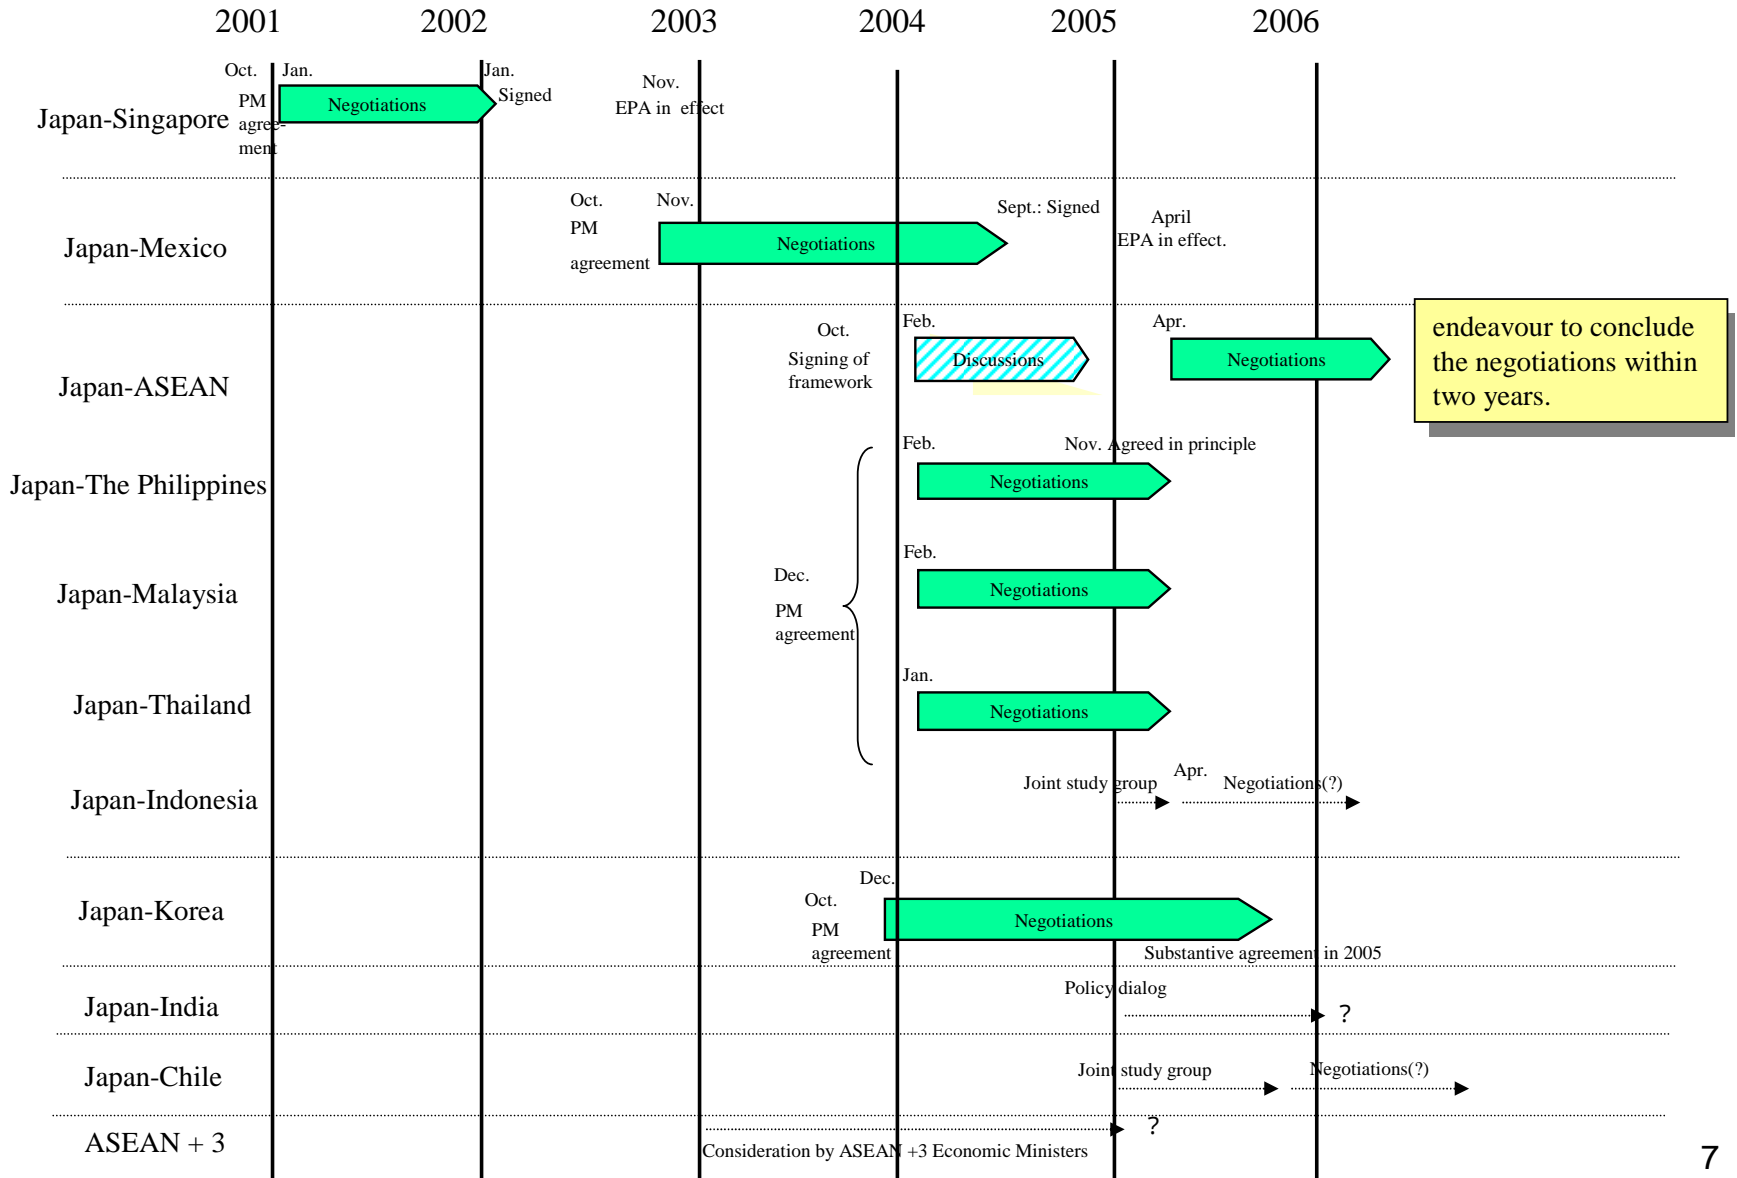 2001 2002 2003 2004 2005 2006
Oct. Jan. Jan. Nov.
Japan-Singapore
PM
agree-
ment
Negotiations
Signed
EPA in effect
Oct. Nov.
Japan-Mexico
PM
agreement
Negotiations
Sept.: Signed
April
EPA in effect.
Japan-ASEAN
Oct.
Signing of
framework
Feb.
Discussions
Apr.
Negotiations
endeavour to conclude
the negotiations within
two years.
Japan-The Philippines
Feb.
Nov. Agreed in principle
Negotiations
Japan-Malaysia
Dec.
PM
agreement
Feb.
Negotiations
Japan-Thailand
Jan.
Negotiations
Japan-Indonesia
Joint study group
Apr.
Negotiations(?)
Japan-Korea
Oct.
PM
agreement
Dec.
Negotiations
Substantive agreement in 2005
Japan-India
Policy dialog
?
Japan-Chile
Joint study group
Negotiations(?)
ASEAN + 3
?
Consideration by ASEAN +3 Economic Ministers
7